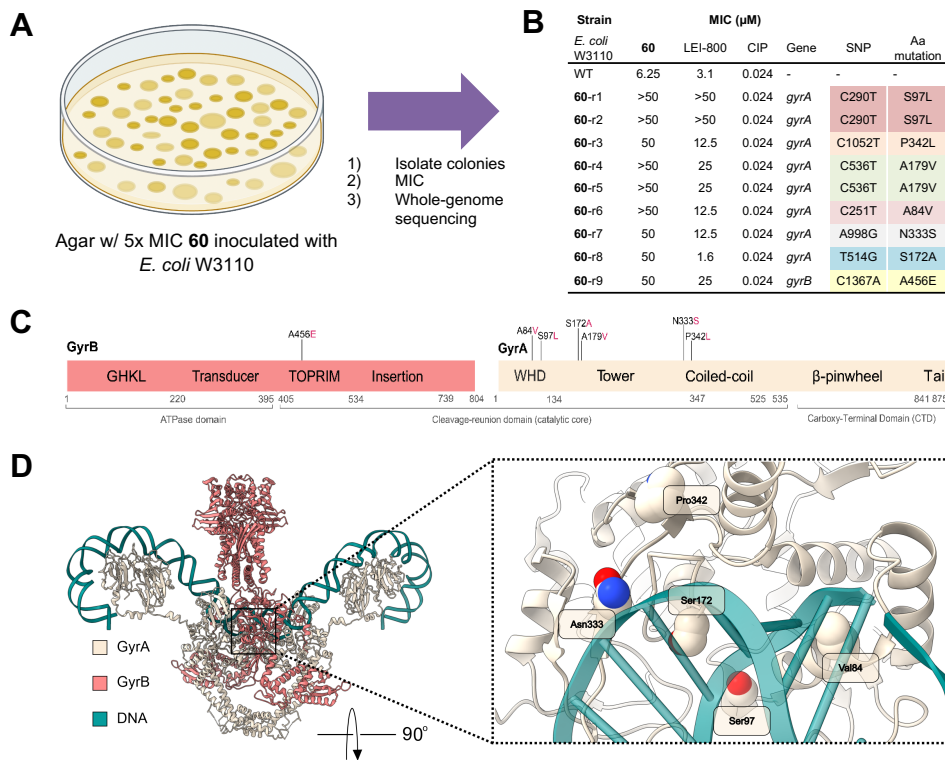 A
Agar w/ 5x MIC 60 inoculated with
E. coli W3110
1) Isolate colonies
2) MIC
3) Whole-genome
sequencing
B
Strain MIC (µM)
E. coli W3110 60 LEI-800 CIP Gene SNP Aa mutation
WT 6.25 3.1 0.024 - - -
60-r1 >50 >50 0.024 gyrA C290T S97L
60-r2 >50 >50 0.024 gyrA C290T S97L
60-r3 50 12.5 0.024 gyrA C1052T P342L
60-r4 >50 25 0.024 gyrA C536T A179V
60-r5 >50 25 0.024 gyrA C536T A179V
60-r6 >50 12.5 0.024 gyrA C251T A84V
60-r7 50 12.5 0.024 gyrA A998G N333S
60-r8 50 1.6 0.024 gyrA T514G S172A
60-r9 50 25 0.024 gyrB C1367A A456E
C
GyrB
A456E
GHKL Transducer TOPRIM Insertion
1 220 395 405 534 739 804
ATPase domain Cleavage-reunion domain (catalytic core)
GyrA
A84V S97L S172A A179V N333S P342L
WHD Tower Coiled-coil β-pinwheel Tail
1 134 347 525 535 841 875
Carboxy-Terminal Domain (CTD)
D
GyrA
GyrB
DNA
90°
Pro342
Asn333
Ser172
Val84
Ser97